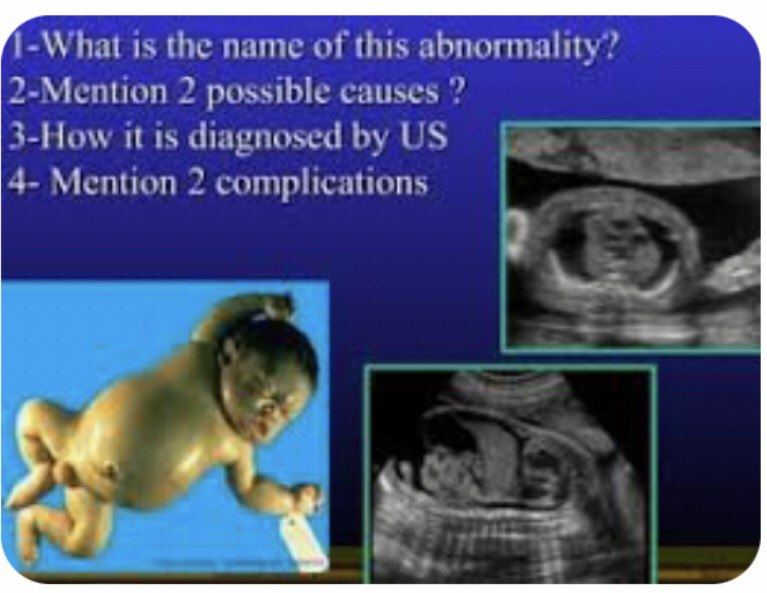 1-What is the name of this abnormality?
2-Mention 2 possible causes ?
3-How it is diagnosed by US
4- Mention 2 complications